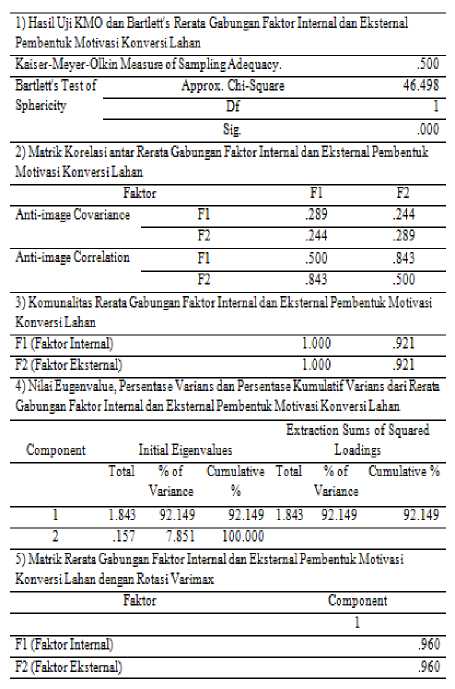 1) Hasil Uji KMO dan Bartlett's Rerata Gabungan Faktor Internal dan Eksternal
Pembentuk Motivasi Konversi Lahan
Kaiser-Meyer-Olkin Measure of Sampling Adequacy. .500
Bartlett's Test of Approx. Chi-Square 46.498
Sphericity Df 1
Sig. .000
2) Matrik Korelasi antar Rerata Gabungan Faktor Internal dan Eksternal Pembentuk
Motivasi Konversi Lahan
Faktor F1 F2
Anti-image Covariance F1 .289 .244
F2 .244 .289
Anti-image Correlation F1 .500 .843
F2 .843 .500
3) Komunalitas Rerata Gabungan Faktor Internal dan Eksternal Pembentuk Motivasi
Konversi Lahan
F1 (Faktor Internal) 1.000 .921
F2 (Faktor Eksternal) 1.000 .921
4) Nilai Eugenvalue, Persentase Varians dan Persentase Kumulatif Varians dari Rerata
Gabungan Faktor Internal dan Eksternal Pembentuk Motivasi Konversi Lahan
Extraction Sums of Squared
Component Initial Eigenvalues Loadings
Total % of Cumulative Total % of Cumulative %
Variance % Variance
1 1.843 92.149 92.149 1.843 92.149 92.149
2 .157 7.851 100.000
5) Matrik Rerata Gabungan Faktor Internal dan Eksternal Pembentuk Motivasi
Konversi Lahan dengan Rotasi Varimax
Faktor Component
1
F1 (Faktor Internal) .960
F2 (Faktor Eksternal) .960